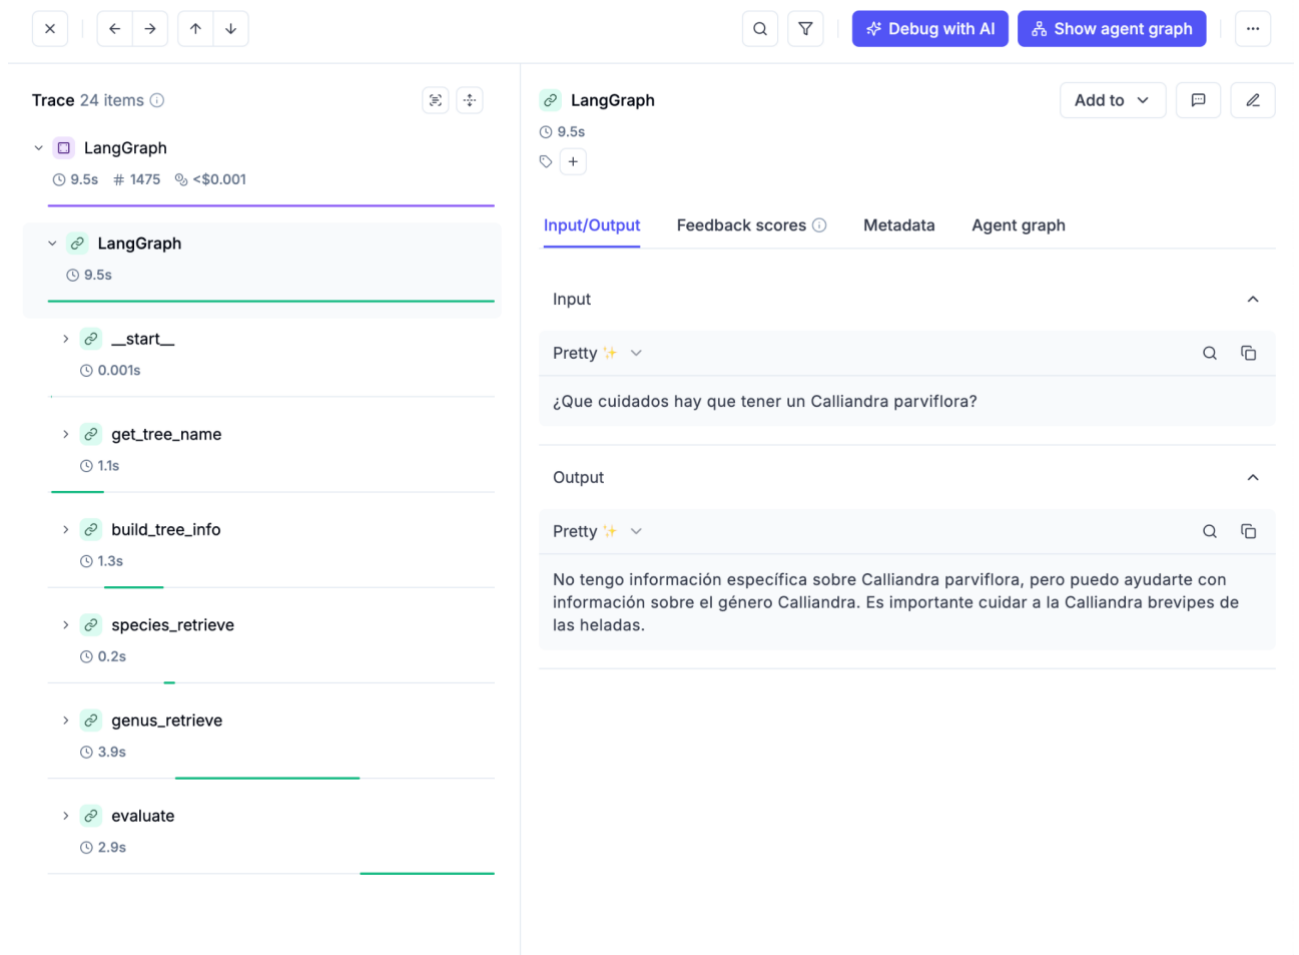 Debug with AI
Show agent graph
Trace 24 items
LangGraph
9.5s # 1475 <$0.001
LangGraph
9.5s
__start__
0.001s
get_tree_name
1.1s
build_tree_info
1.3s
species_retrieve
0.2s
genus_retrieve
3.9s
evaluate
2.9s
LangGraph
Add to
9.5s
+
Input/Output Feedback scores Metadata Agent graph
Input
Pretty ✨
¿Que cuidados hay que tener un Calliandra parviflora?
Output
Pretty ✨
No tengo información específica sobre Calliandra parviflora, pero puedo ayudarte con
información sobre el género Calliandra. Es importante cuidar a la Calliandra brevipes de
las heladas.